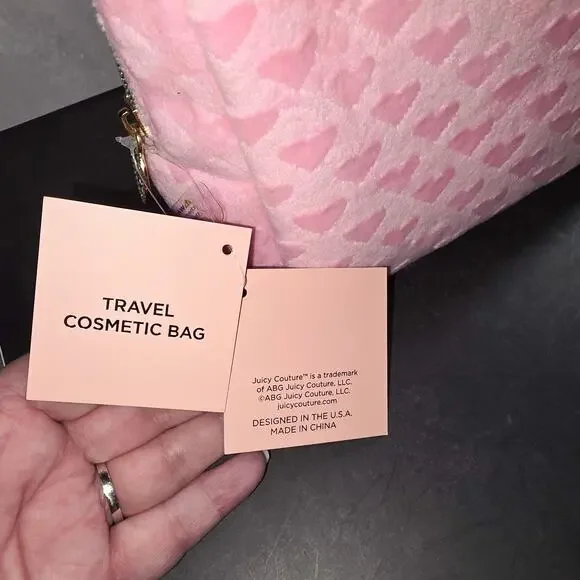 TRAVEL
COSMETIC BAG
Juicy Couture™ is a trademark
of ABG Juicy Couture, LLC.
©ABG Juicy Couture, LLC.
juicycouture.com
DESIGNED IN THE U.S.A.
MADE IN CHINA